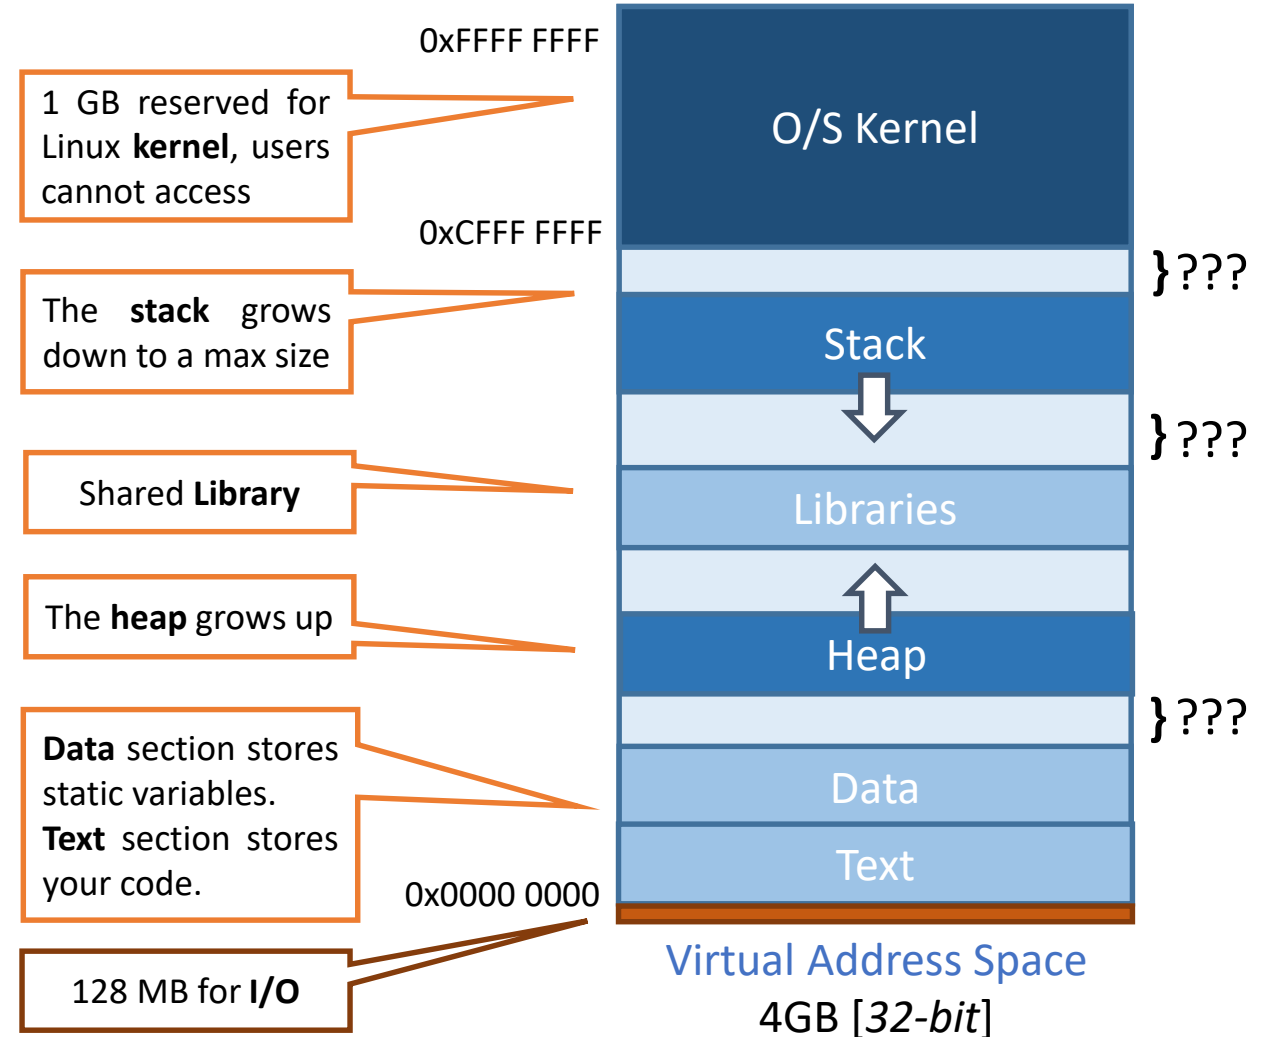 0xFFFF FFFF
1 GB reserved for
Linux kernel, users
cannot access
O/S Kernel
0xCFFF FFFF
}???
The stack grows
down to a max size
Stack
}???
Shared Library
Libraries
The heap grows up
Heap
}???
Data section stores
static variables.
Text section stores
your code.
Data
Text
0x0000 0000
128 MB for I/O
Virtual Address Space
4GB [32-bit]